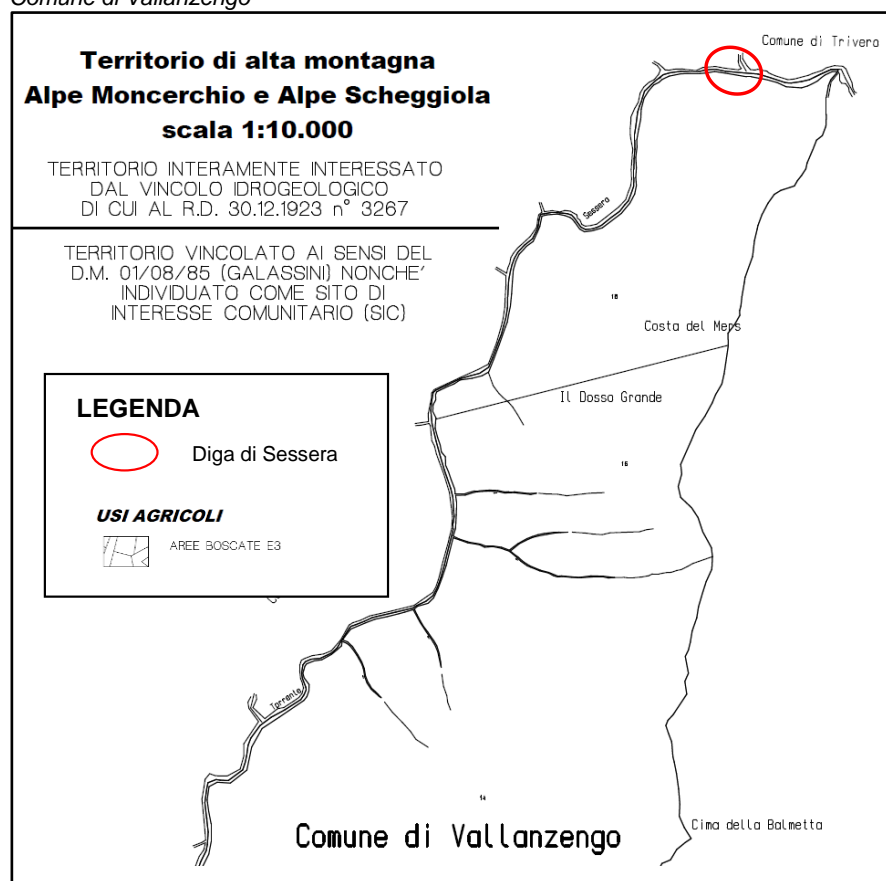 Comune di Vallanzengo
Territorio di alta montagna
Alpe Moncerchio e Alpe Scheggiola
scala 1:10.000
TERRITORIO INTERAMENTE INTERESSATO
DAL VINCOLO IDROGEOLOGICO
DI CUI AL R.D. 30.12.1923 n° 3267
TERRITORIO VINCOLATO AI SENSI DEL
D.M. 01/08/85 (GALASSINI) NONCHE'
INDIVIDUATO COME SITO DI
INTERESSE COMUNITARIO (SIC)
Comune di Trivero
Sessera
18
Costa del Mers
Il Dosso Grande
16
LEGENDA
Diga di Sessera
USI AGRICOLI
AREE BOSCATE E3
Torrente
14
Comune di Vallanzengo
Cima della Balmetta